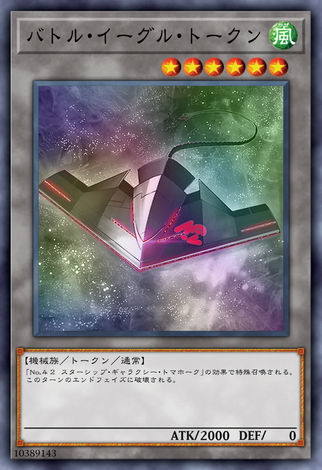 バトル・イーグル・トークン
風
42
【機械族／トークン／通常】
「No.42 スターシップ・ギャラクシー・トマホーク」の効果で特殊召喚される。
このターンのエンドフェイズに破壊される。
ATK/2000 DEF/ 0
10389143